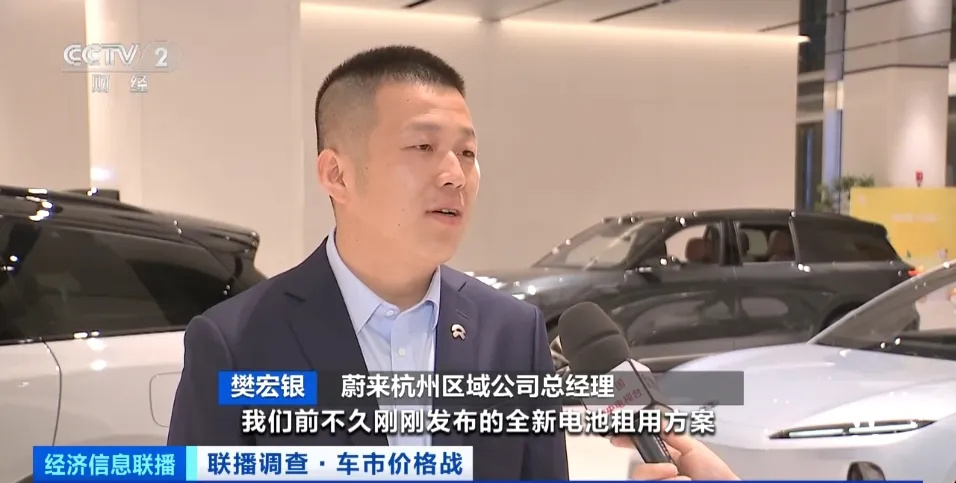 CCTV 2
财经
樊宏银 蔚来杭州区域公司总经理
我们前不久刚刚发布的全新电池租用方案
经济信息联播
联播调查·车市价格战